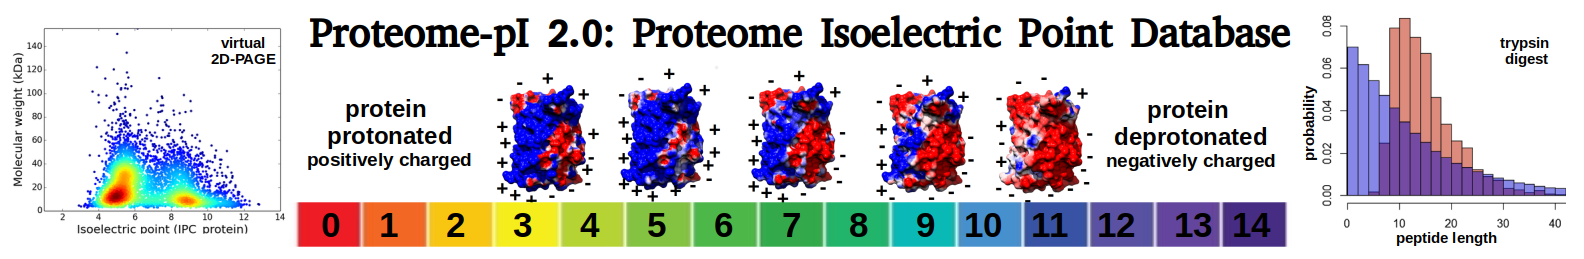 Proteome-pI 2.0: Proteome Isoelectric Point Database
virtual
2D-PAGE
Molecular weight (kDa)
140
120
100
80
60
40
20
0
2 4 6 8 10 12 14
Isoelectric point (IPC protein)
protein
protonated
positively charged
protein
deprotonated
negatively charged
0 1 2 3 4 5 6 7 8 9 10 11 12 13 14
trypsin
digest
probability
0.08
0.06
0.04
0.02
0.00
0 10 20 30 40
peptide length